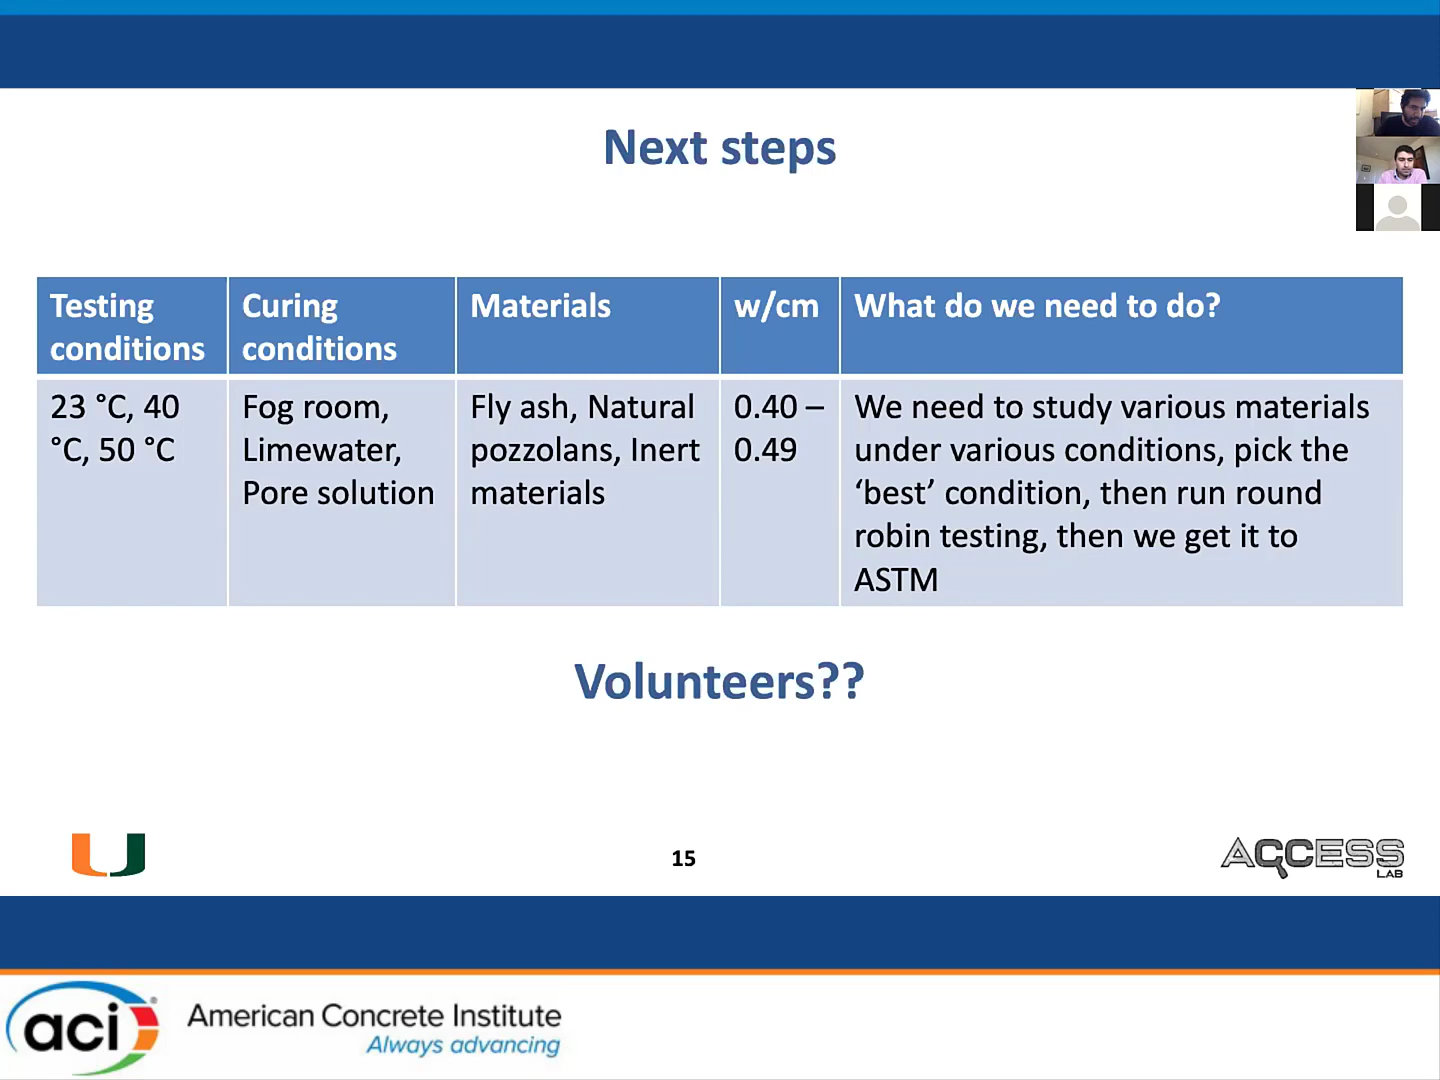 Next steps
Testing conditions
Curing conditions
Materials
w/cm
What do we need to do?
23 °C, 40
°C, 50 °C
Fog room,
Limewater,
Pore solution
Fly ash, Natural
pozzolans, Inert
materials
0.40 –
0.49
We need to study various materials
under various conditions, pick the
‘best’ condition, then run round
robin testing, then we get it to
ASTM
Volunteers??
U
15
ACCESS
LAB
aci
American Concrete Institute
Always advancing